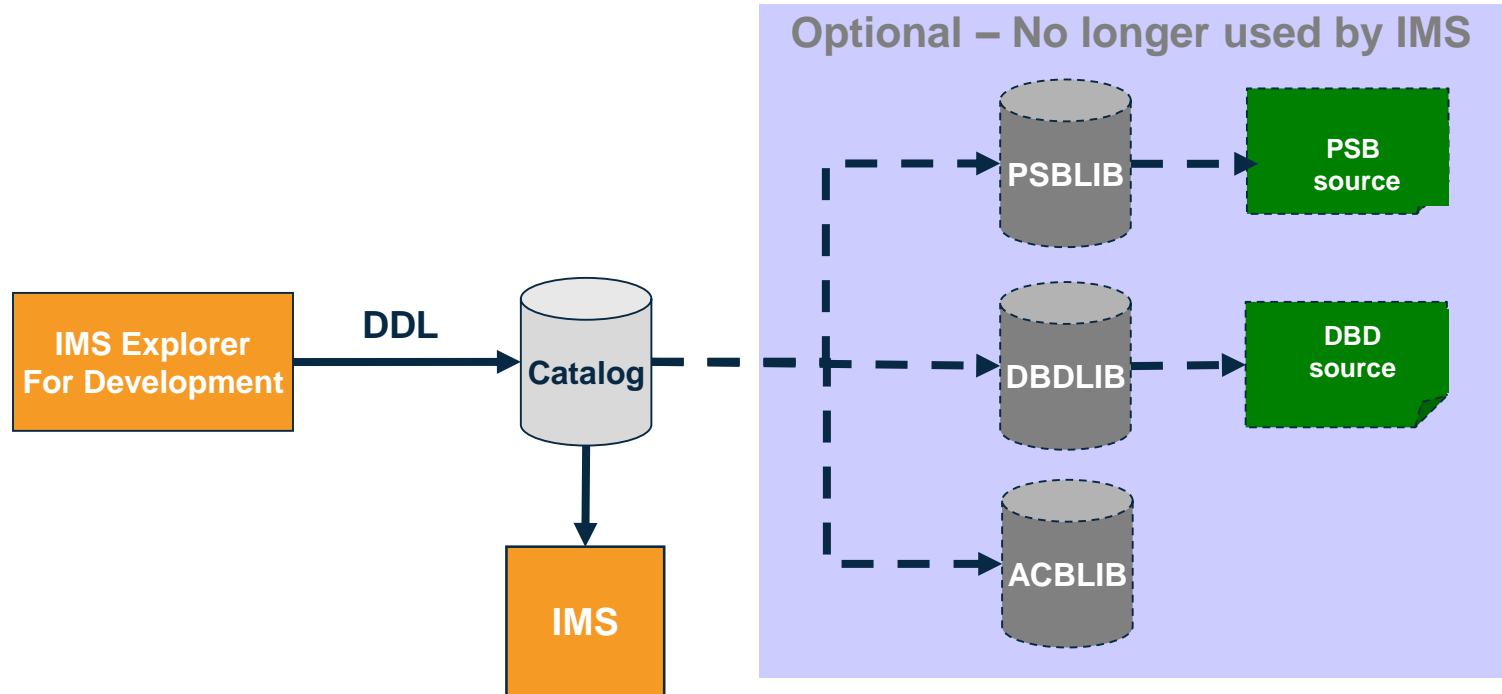 Optional – No longer used by IMS
PSBLIB
PSB
source
IMS Explorer
For Development
DDL
Catalog
DBDLIB
DBD
source
ACBLIB
IMS